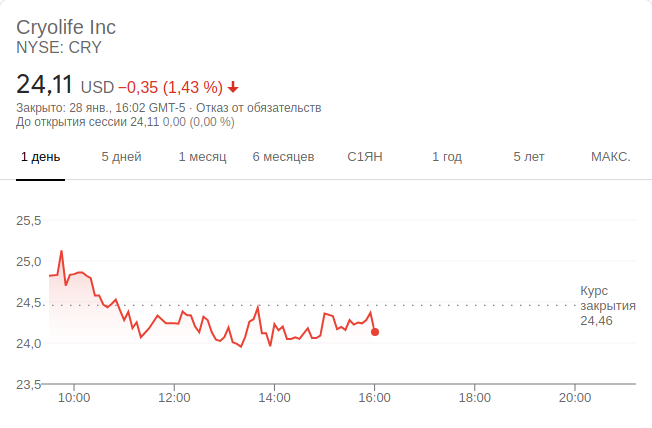 Cryolife Inc
NYSE: CRY
24,11 USD −0,35 (1,43 %)
Закрыто: 28 янв., 16:02 GMT-5 · Отказ от обязательств
До открытия сессии 24,11 0,00 (0,00 %)
1 день 5 дней 1 месяц 6 месяцев С1ЯН 1 год 5 лет МАКС.
25,5
25,0
24,5
24,0
23,5
Курс
закрытия
24,46
10:00 12:00 14:00 16:00 18:00 20:00